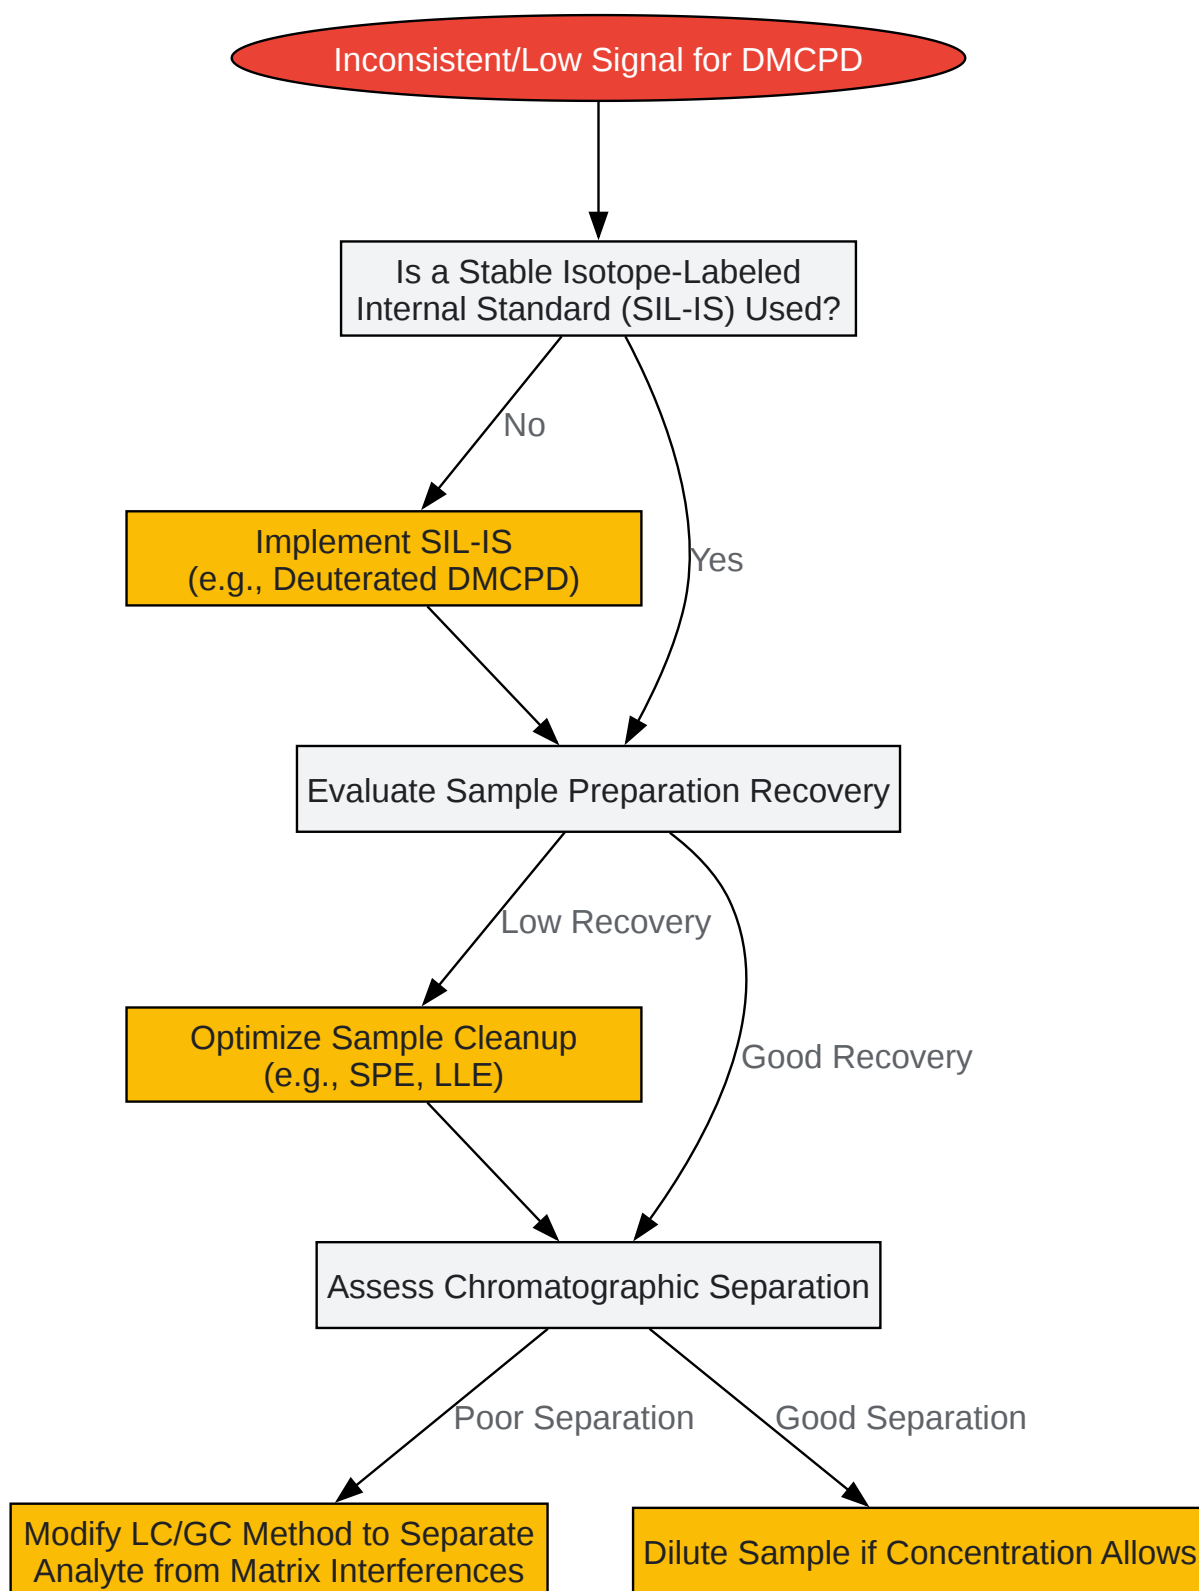 Inconsistent/Low Signal for DMCPD
Is a Stable Isotope-Labeled
Internal Standard (SIL-IS) Used?
No
Implement SIL-IS
(e.g., Deuterated DMCPD)
Yes
Evaluate Sample Preparation Recovery
Low Recovery
Optimize Sample Cleanup
(e.g., SPE, LLE)
Good Recovery
Assess Chromatographic Separation
Poor Separation
Good Separation
Modify LC/GC Method to Separate
Analyte from Matrix Interferences
Dilute Sample if Concentration Allows